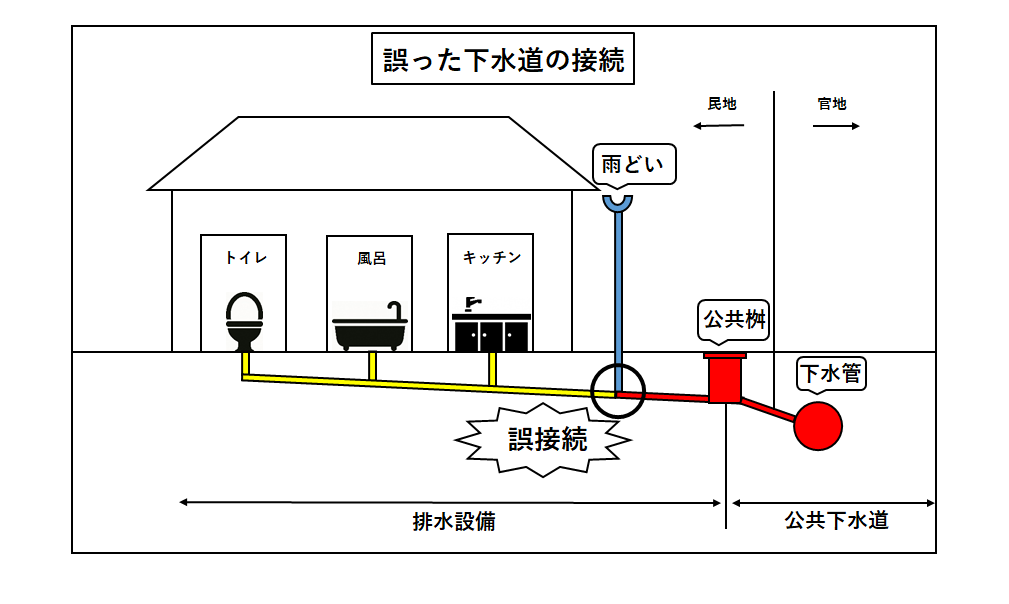 誤った下水道の接続
民地
官地
雨どい
トイレ
風呂
キッチン
公共桝
下水管
誤接続
排水設備
公共下水道